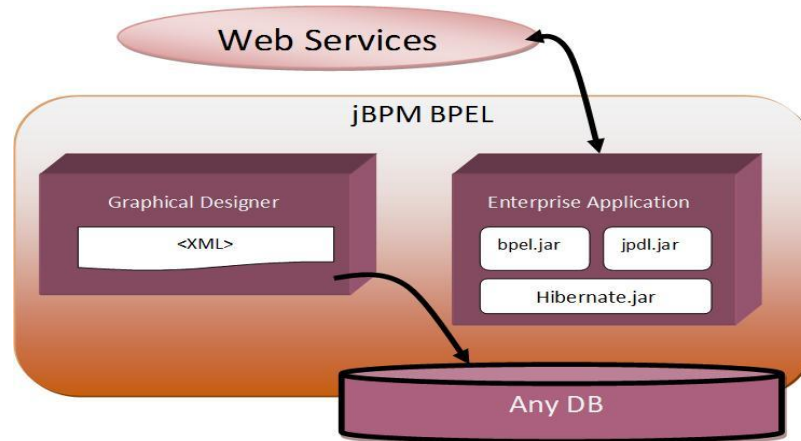 Web Services
jBPM BPEL
Graphical Designer
<XML>
Enterprise Application
bpel.jar
jpdl.jar
Hibernate.jar
Any DB